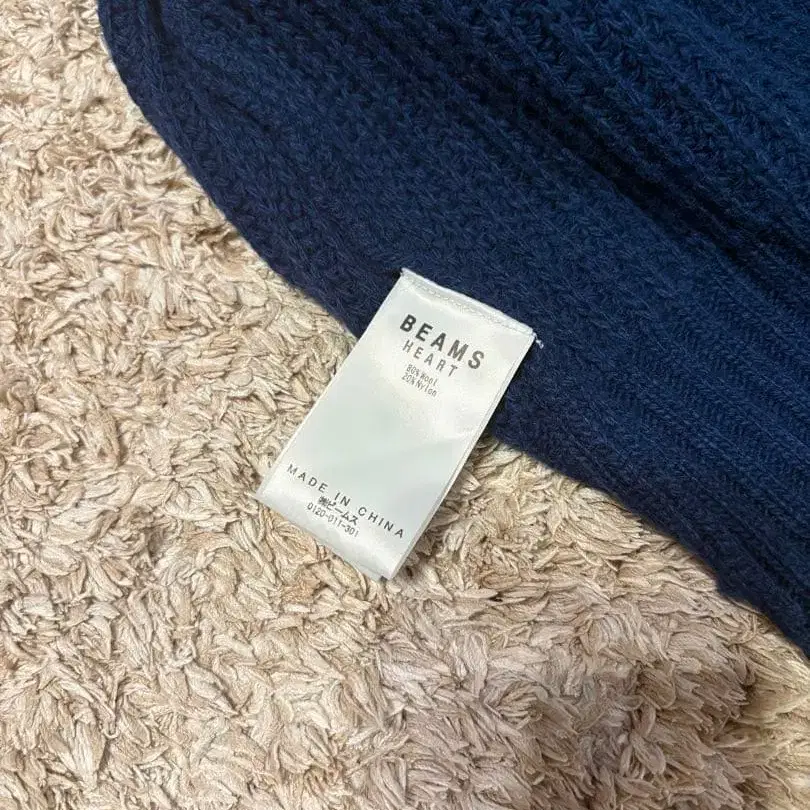 BEAMS
HEART
80% Wool
20% Nylon
MADE IN CHINA
㈱ビームス
0120-011-301